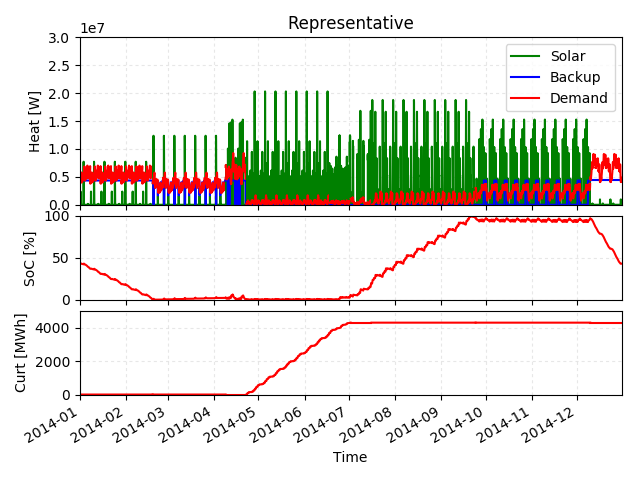 Representative
1e7
3.0
2.5
2.0
1.5
1.0
0.5
0.0
Heat [W]
Solar
Backup
Demand
100
50
0
SoC [%]
4000
2000
0
Curt [MWh]
2014-01
2014-02
2014-03
2014-04
2014-05
2014-06
2014-07
2014-08
2014-09
2014-10
2014-11
2014-12
Time